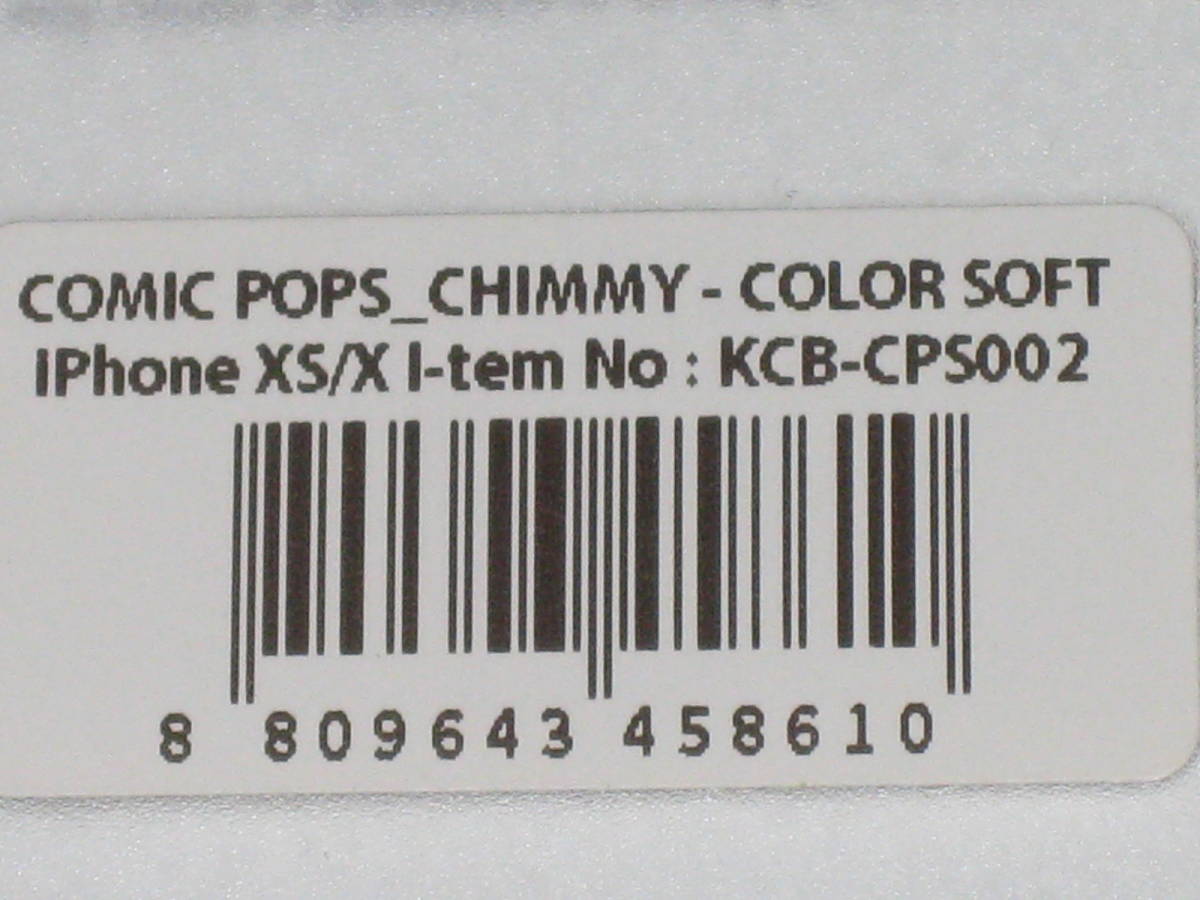 COMIC POPS_CHIMMY - COLOR SOFT
iPhone XS/X I-tem No : KCB-CPS002
8 809643 458610